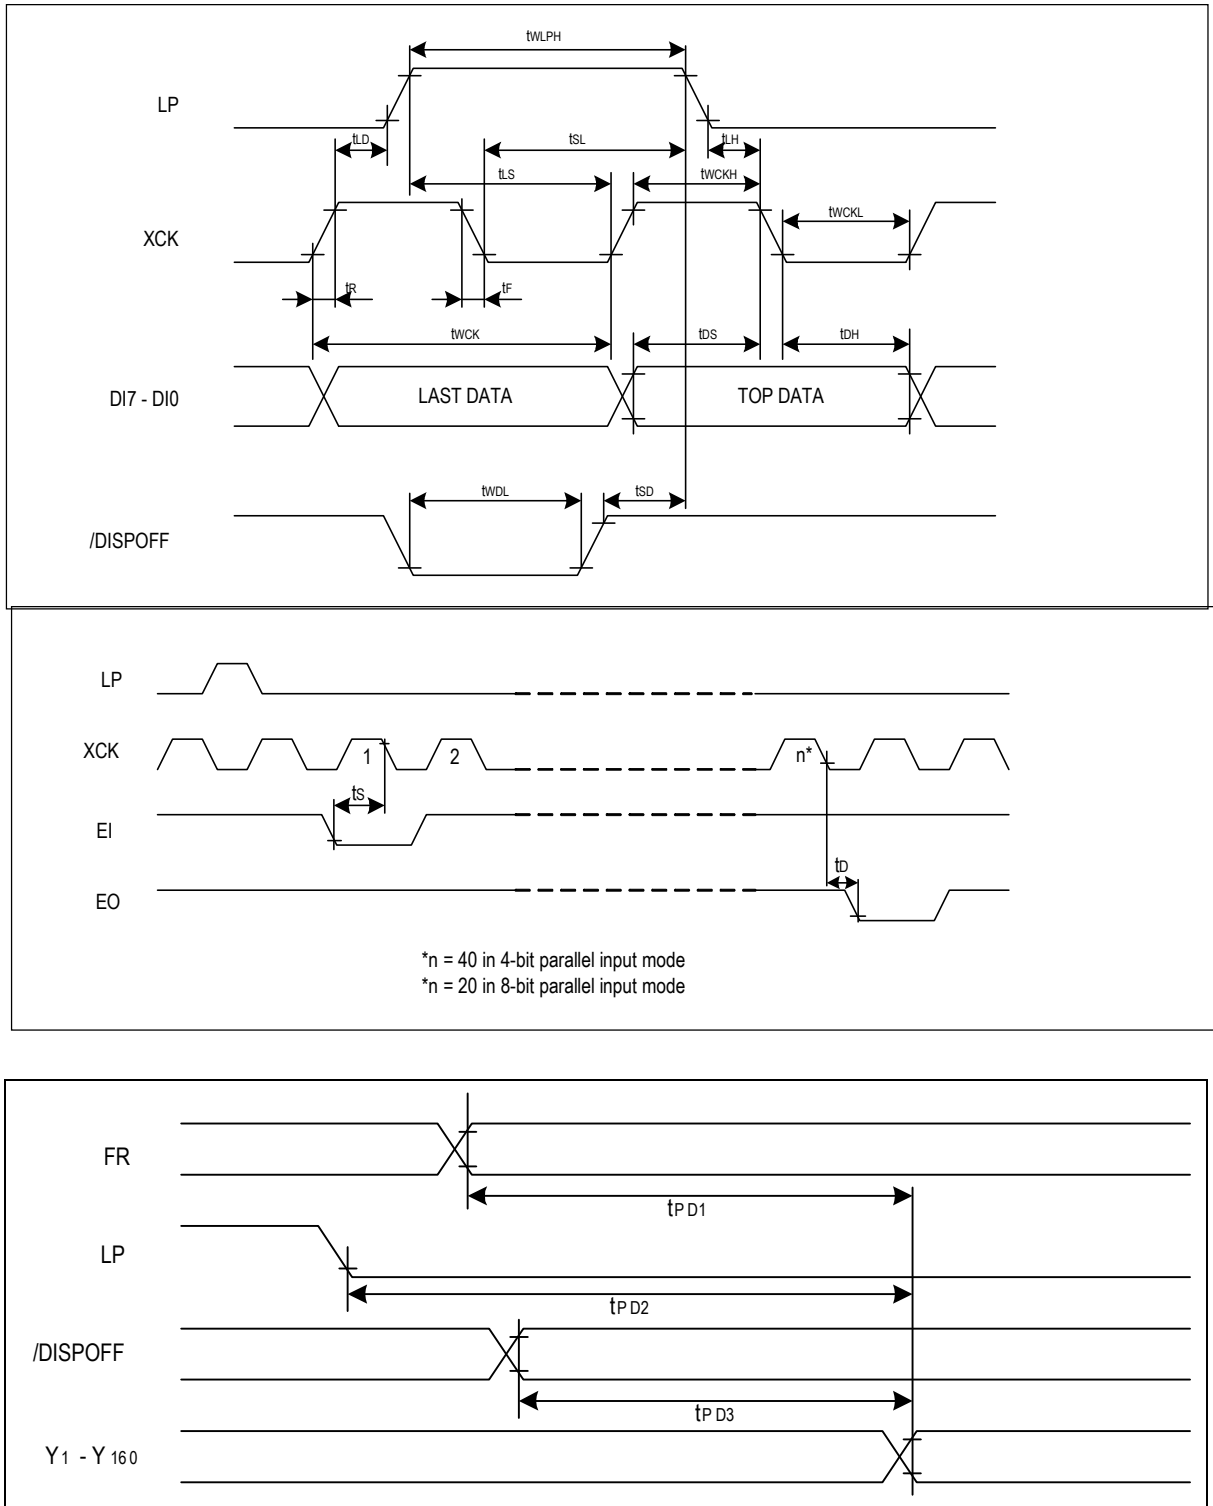 tWLPH
LP
tLD
tSL
tLH
tLS
tWCKH
tWCKL
XCK
tR
tF
tWCK
tDS
tDH
DI7 - DI0
LAST DATA
TOP DATA
tWDL
tSD
/DISPOFF
LP
XCK
1
2
n*
ts
EI
tD
EO
*n = 40 in 4-bit parallel input mode
*n = 20 in 8-bit parallel input mode
FR
tPD1
LP
tPD2
/DISPOFF
tPD3
Y1 - Y160